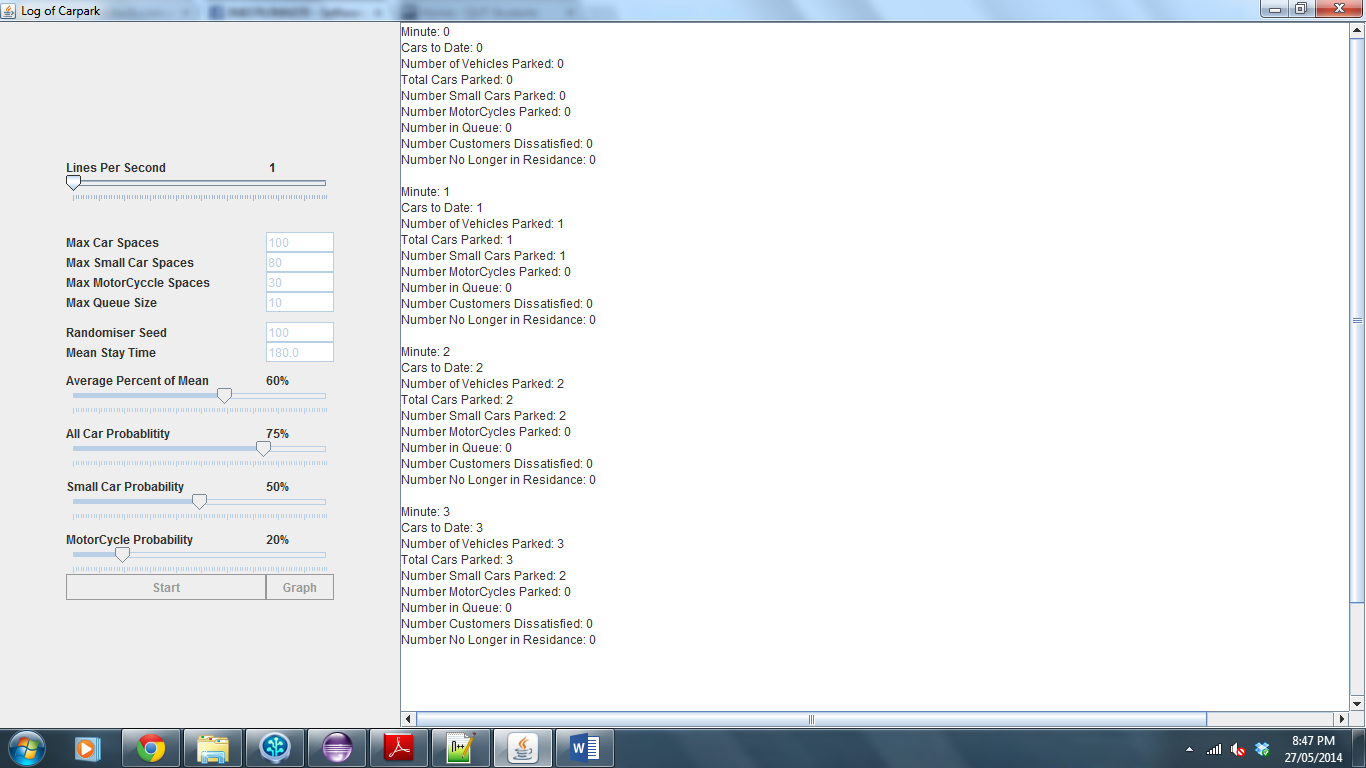 Log of Carpark
Lines Per Second 1
Max Car Spaces 100
Max Small Car Spaces 80
Max MotorCyccle Spaces 30
Max Queue Size 10
Randomiser Seed 100
Mean Stay Time 180.0
Average Percent of Mean 60%
All Car Probablitity 75%
Small Car Probability 50%
MotorCycle Probability 20%
Start Graph
Minute: 0
Cars to Date: 0
Number of Vehicles Parked: 0
Total Cars Parked: 0
Number Small Cars Parked: 0
Number MotorCycles Parked: 0
Number in Queue: 0
Number Customers Dissatisfied: 0
Number No Longer in Residance: 0
Minute: 1
Cars to Date: 1
Number of Vehicles Parked: 1
Total Cars Parked: 1
Number Small Cars Parked: 1
Number MotorCycles Parked: 0
Number in Queue: 0
Number Customers Dissatisfied: 0
Number No Longer in Residance: 0
Minute: 2
Cars to Date: 2
Number of Vehicles Parked: 2
Total Cars Parked: 2
Number Small Cars Parked: 2
Number MotorCycles Parked: 0
Number in Queue: 0
Number Customers Dissatisfied: 0
Number No Longer in Residance: 0
Minute: 3
Cars to Date: 3
Number of Vehicles Parked: 3
Total Cars Parked: 3
Number Small Cars Parked: 2
Number MotorCycles Parked: 0
Number in Queue: 0
Number Customers Dissatisfied: 0
Number No Longer in Residance: 0
8:47 PM
27/05/2014